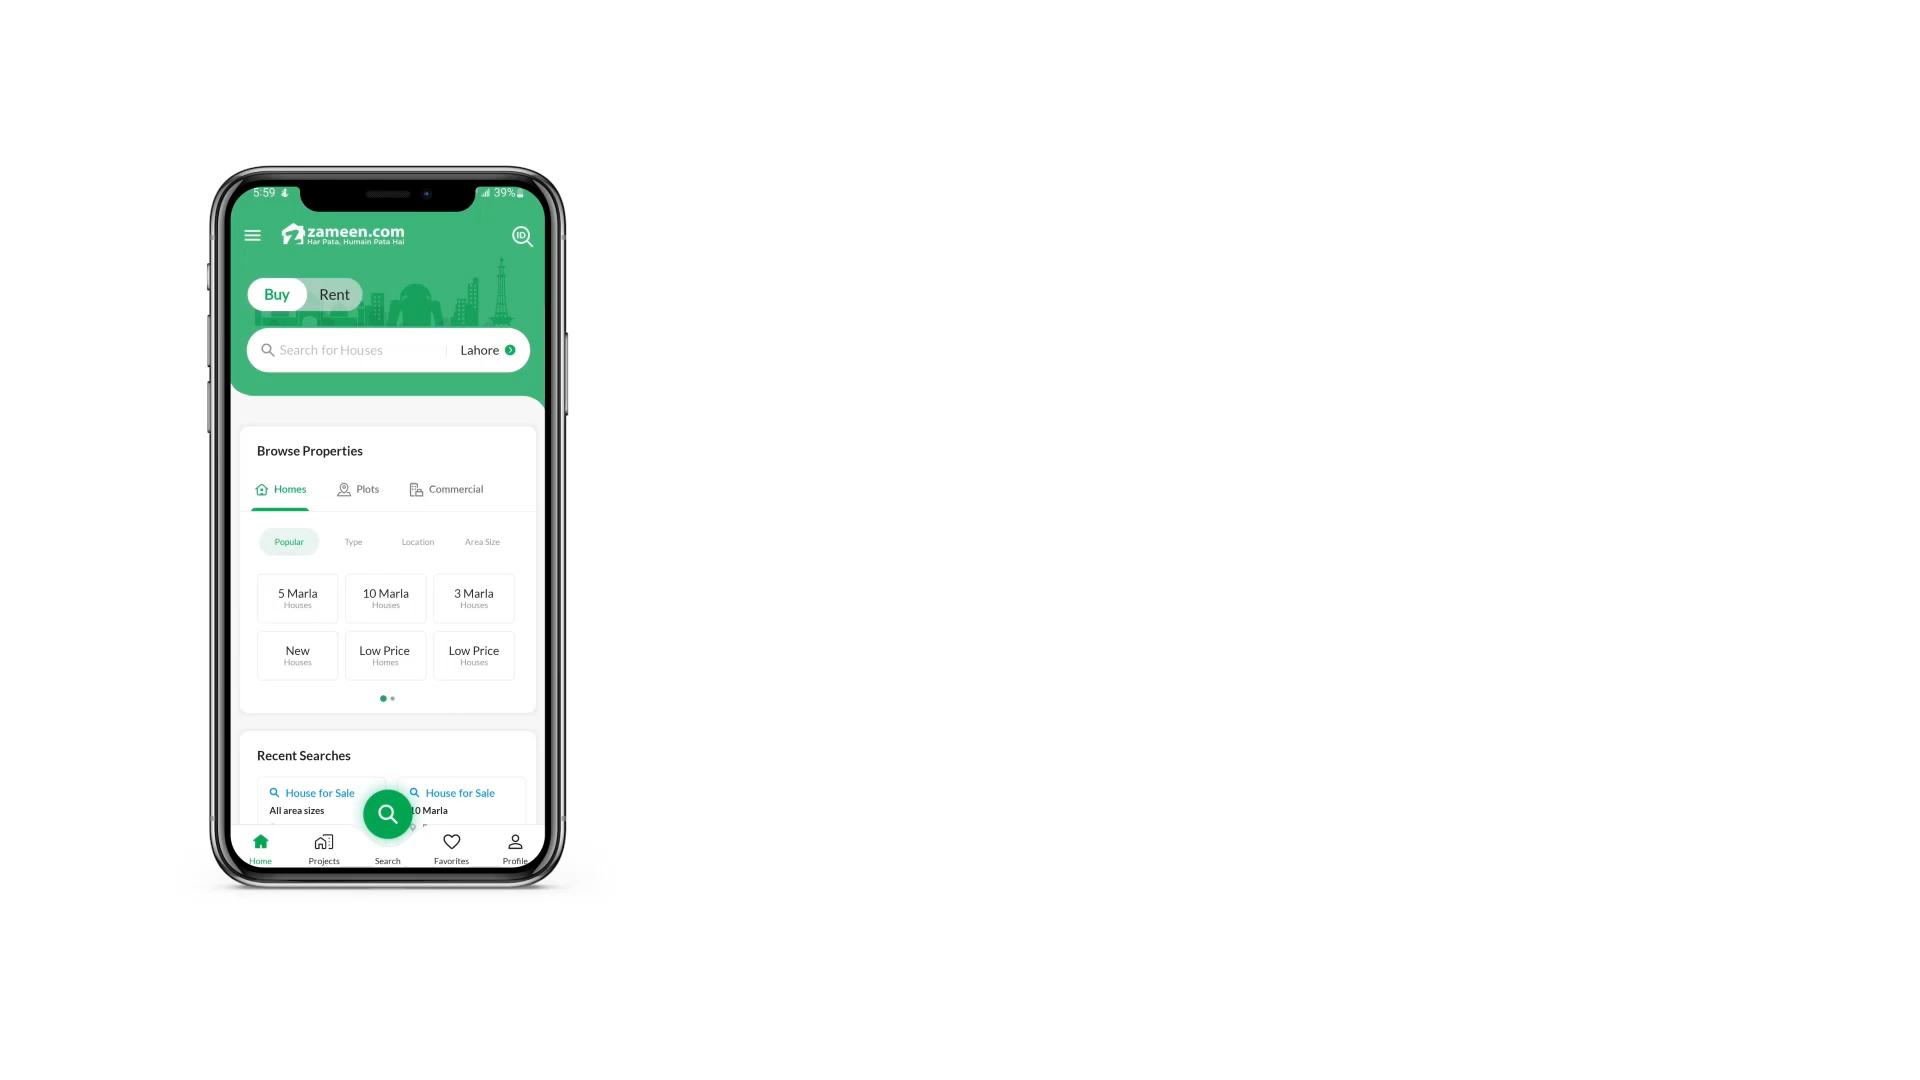 5:59
39%
zameen.com
Har Pata, Humain Pata Hai
ID
Buy Rent
Search for Houses Lahore
Browse Properties
Homes Plots Commercial
Popular Type Location Area Size
5 Marla 10 Marla 3 Marla
Houses Houses Houses
New Low Price Low Price
Houses Homes Houses
Recent Searches
House for Sale House for Sale
All area sizes 10 Marla
Home Projects Search Favorites Profile